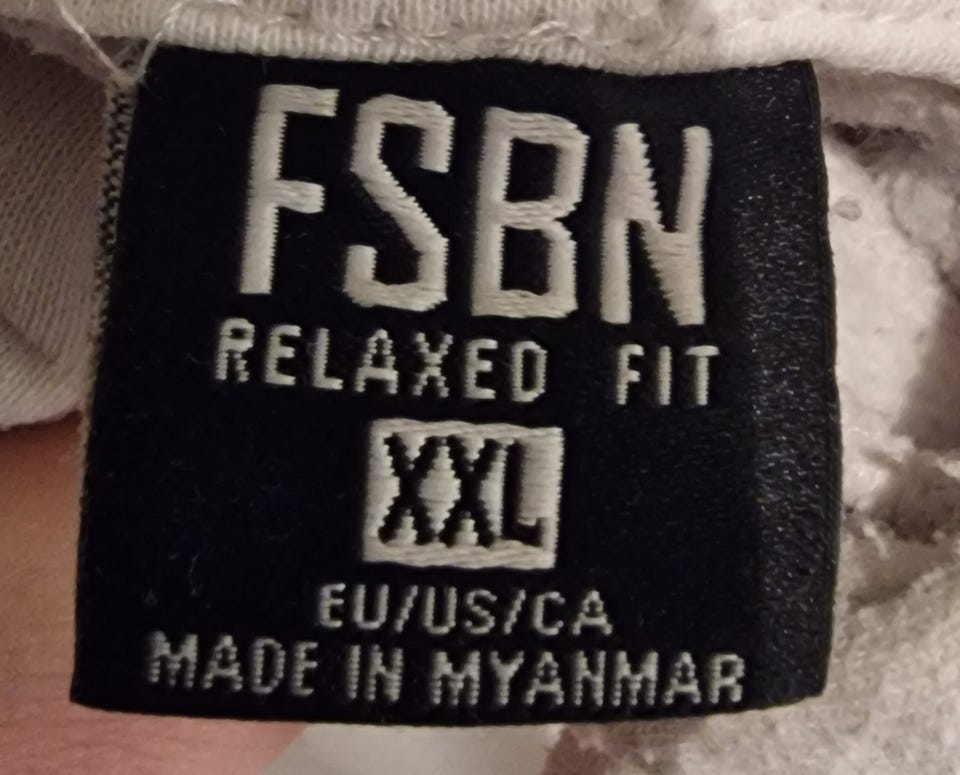 FSBN
RELAXED FIT
XXL
EU/US/CA
MADE IN MYANMAR